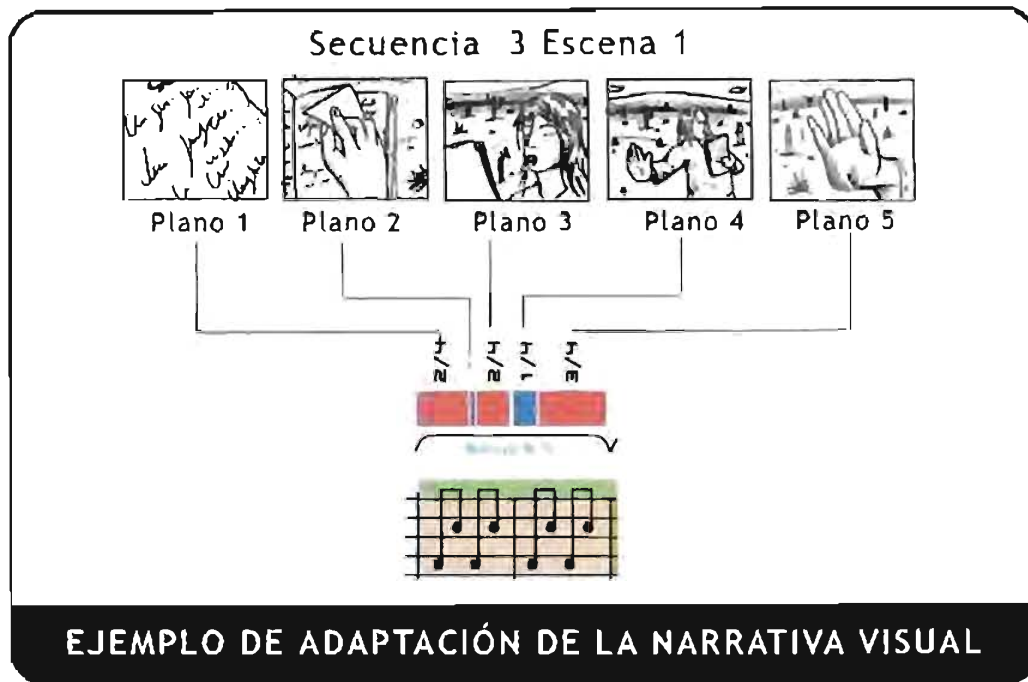 Secuencia 3 Escena 1
Plano 1 Plano 2 Plano 3 Plano 4 Plano 5
2/4 2/4 1/4 3/4
EJEMPLO DE ADAPTACIÓN DE LA NARRATIVA VISUAL